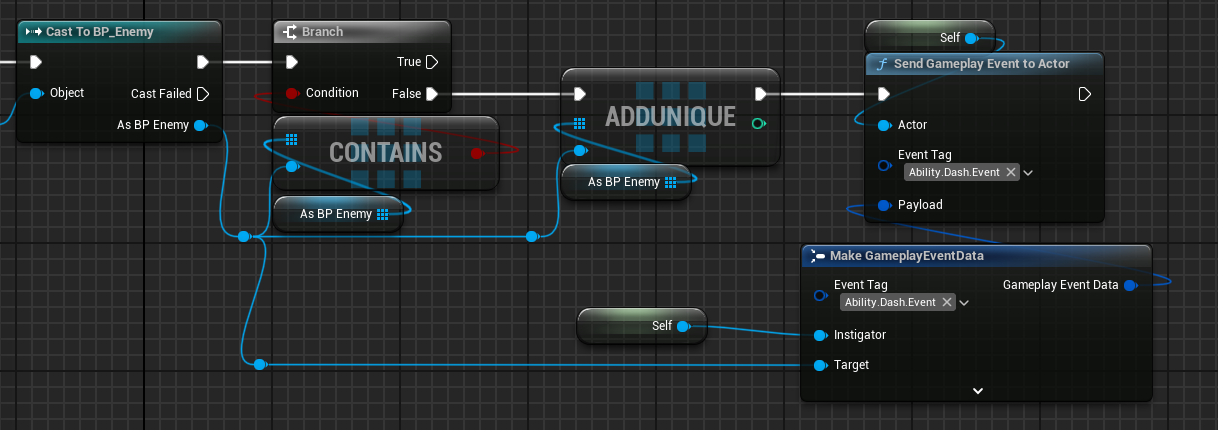 Cast To BP_Enemy
Object
Cast Failed
As BP Enemy
Branch
True
Condition
False
CONTAINS
As BP Enemy
ADDUNIQUE
As BP Enemy
Self
f Send Gameplay Event to Actor
Actor
Event Tag
Ability.Dash.Event
Payload
Self
Make GameplayEventData
Event Tag
Gameplay Event Data
Ability.Dash.Event
Instigator
Target